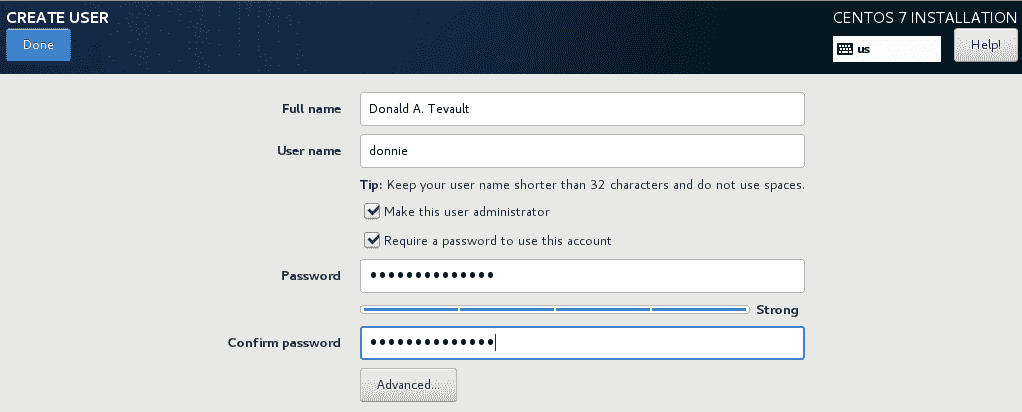 CREATE USER
CENTOS 7 INSTALLATION
Done
us
Help!
Full name
Donald A. Tevault
User name
donnie
Tip: Keep your user name shorter than 32 characters and do not use spaces.
Make this user administrator
Require a password to use this account
Password
●●●●●●●●●●●●●●
Strong
Confirm password
●●●●●●●●●●●●●●
Advanced...